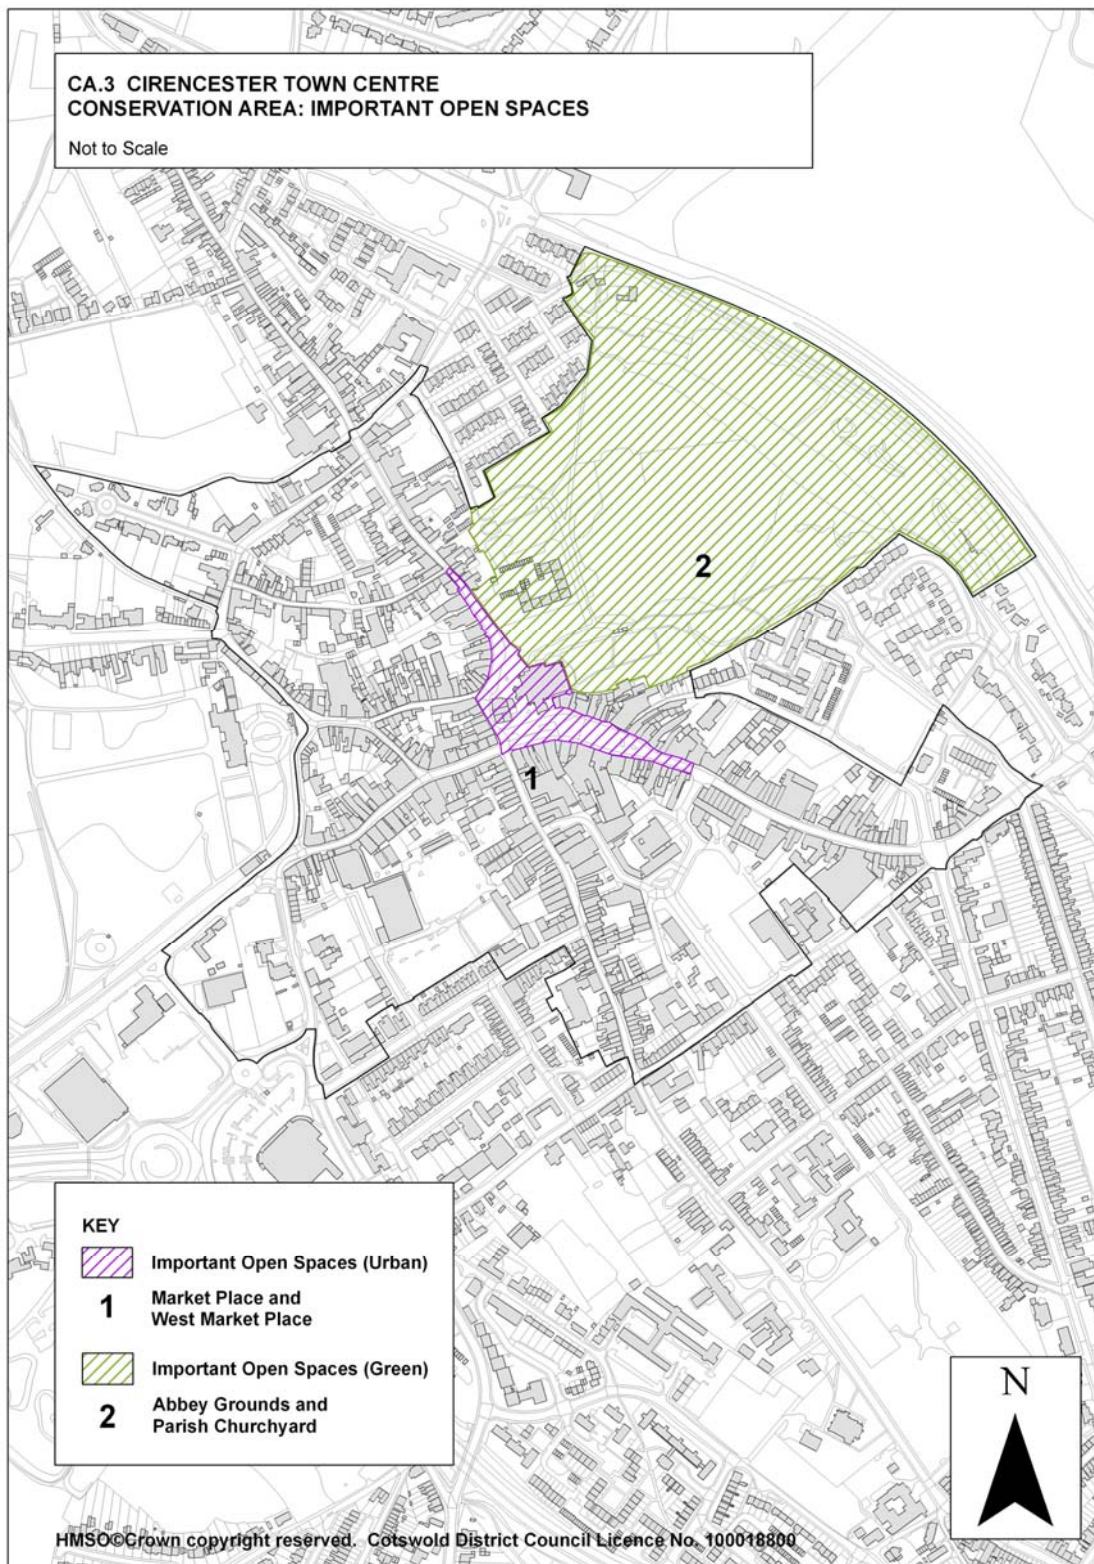 CA.3 CIRENCESTER TOWN CENTRE
CONSERVATION AREA: IMPORTANT OPEN SPACES
Not to Scale
2
1
KEY
Important Open Spaces (Urban)
1 Market Place and
West Market Place
Important Open Spaces (Green)
2 Abbey Grounds and
Parish Churchyard
N
HMSO©Crown copyright reserved. Cotswold District Council Licence No. 100018800